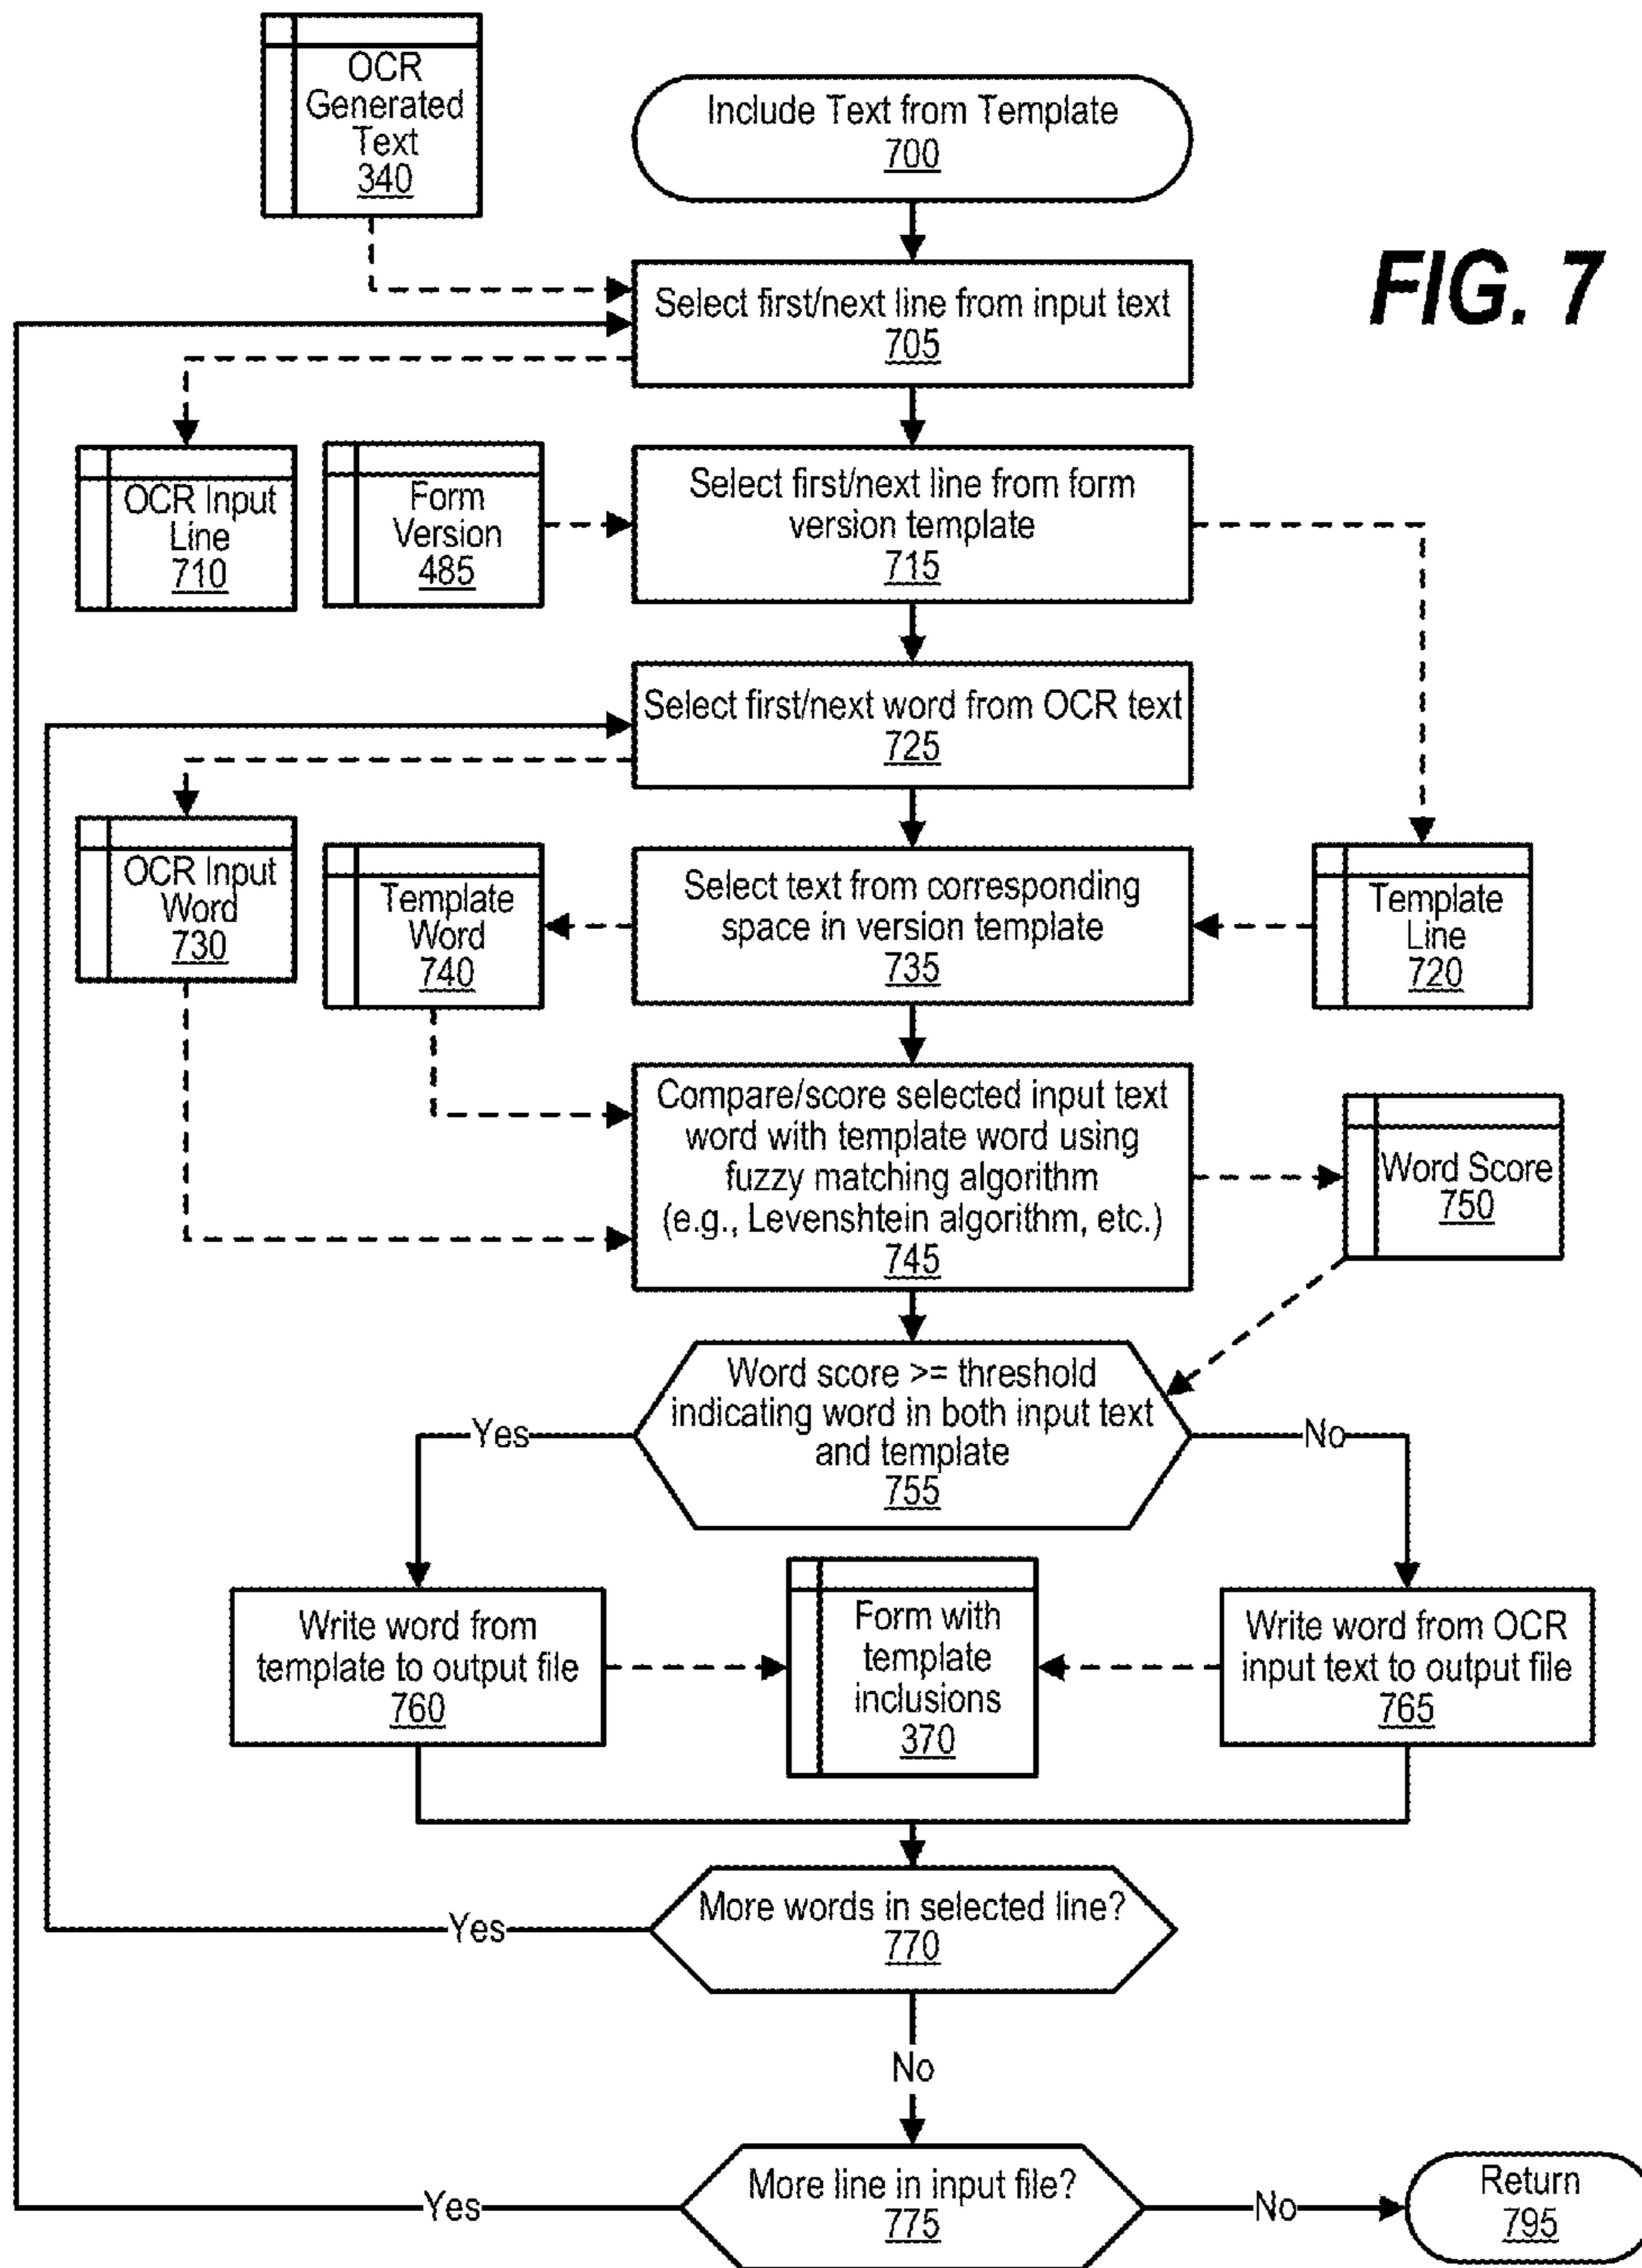 OCR
Generated
Text
340
Include Text from Template
700
FIG. 7
Select first/next line from input text
705
OCR Input
Line
710
Form
Version
485
Select first/next line from form
version template
715
Select first/next word from OCR text
725
OCR Input
Word
730
Template
Word
740
Select text from corresponding
space in version template
735
Template
Line
720
Compare/score selected input text
word with template word using
fuzzy matching algorithm
(e.g., Levenshtein algorithm, etc.)
745
Word Score
750
Word score >= threshold
indicating word in both input text
and template
755
Yes
No
Write word from
template to output file
760
Form with
template
inclusions
370
Write word from OCR
input text to output file
765
More words in selected line?
770
Yes
No
More line in input file?
775
Yes
No
Return
795